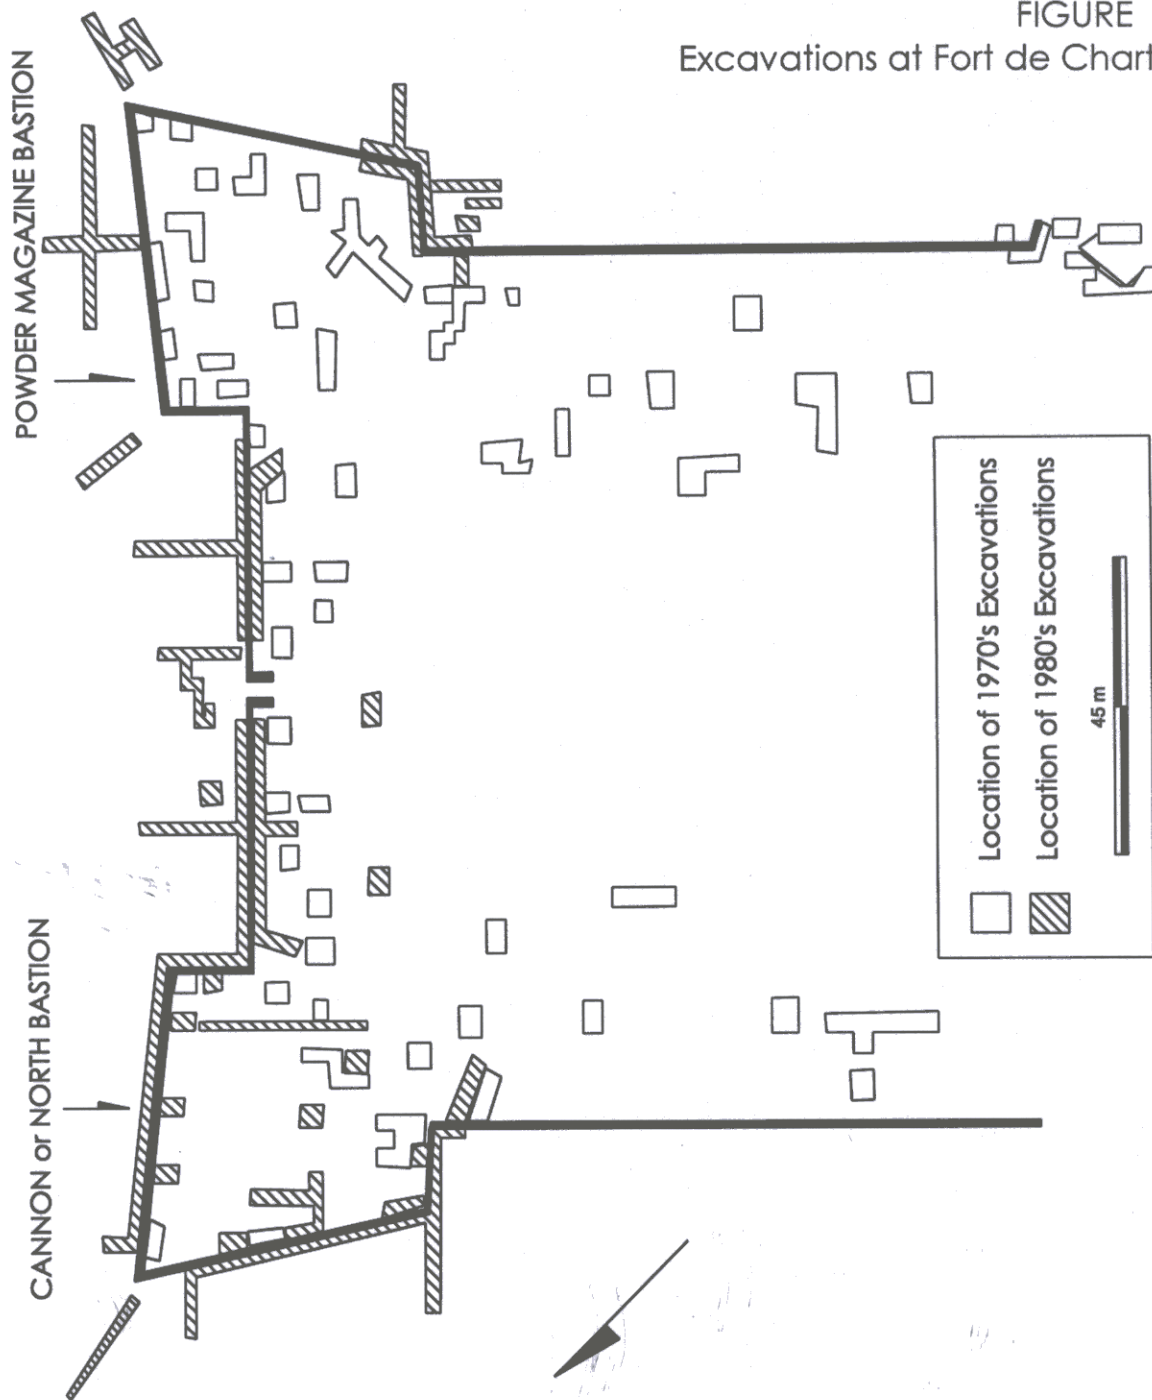 FIGURE
Excavations at Fort de Chart
POWDER MAGAZINE BASTION
CANNON or NORTH BASTION
Location of 1970's Excavations
Location of 1980's Excavations
45 m